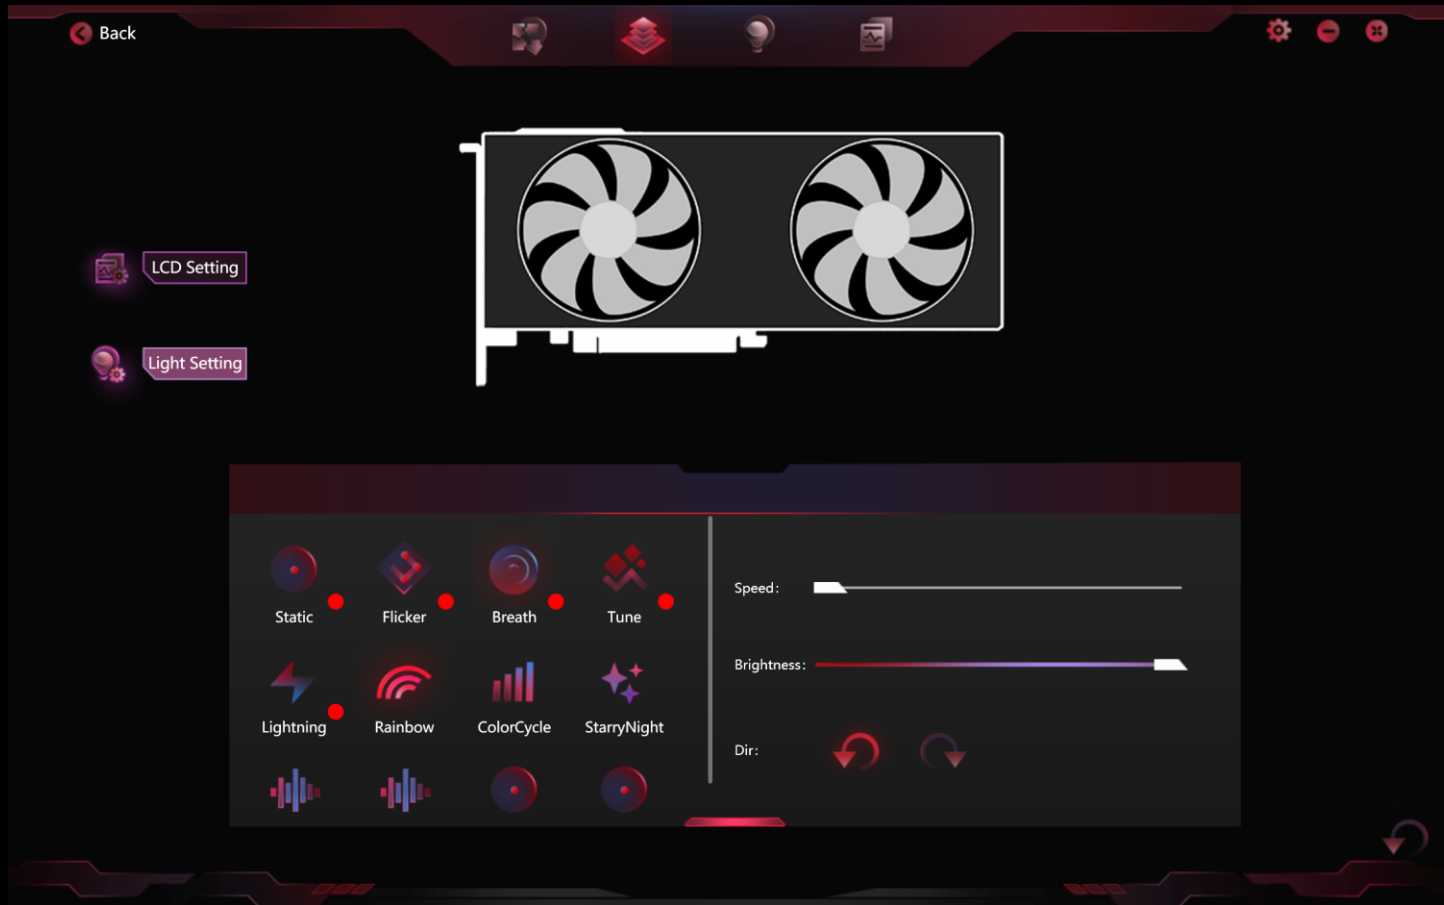 Back
LCD Setting
Light Setting
Static
Flicker
Breath
Tune
Speed:
Lightning
Rainbow
ColorCycle
StarryNight
Brightness:
Dir: